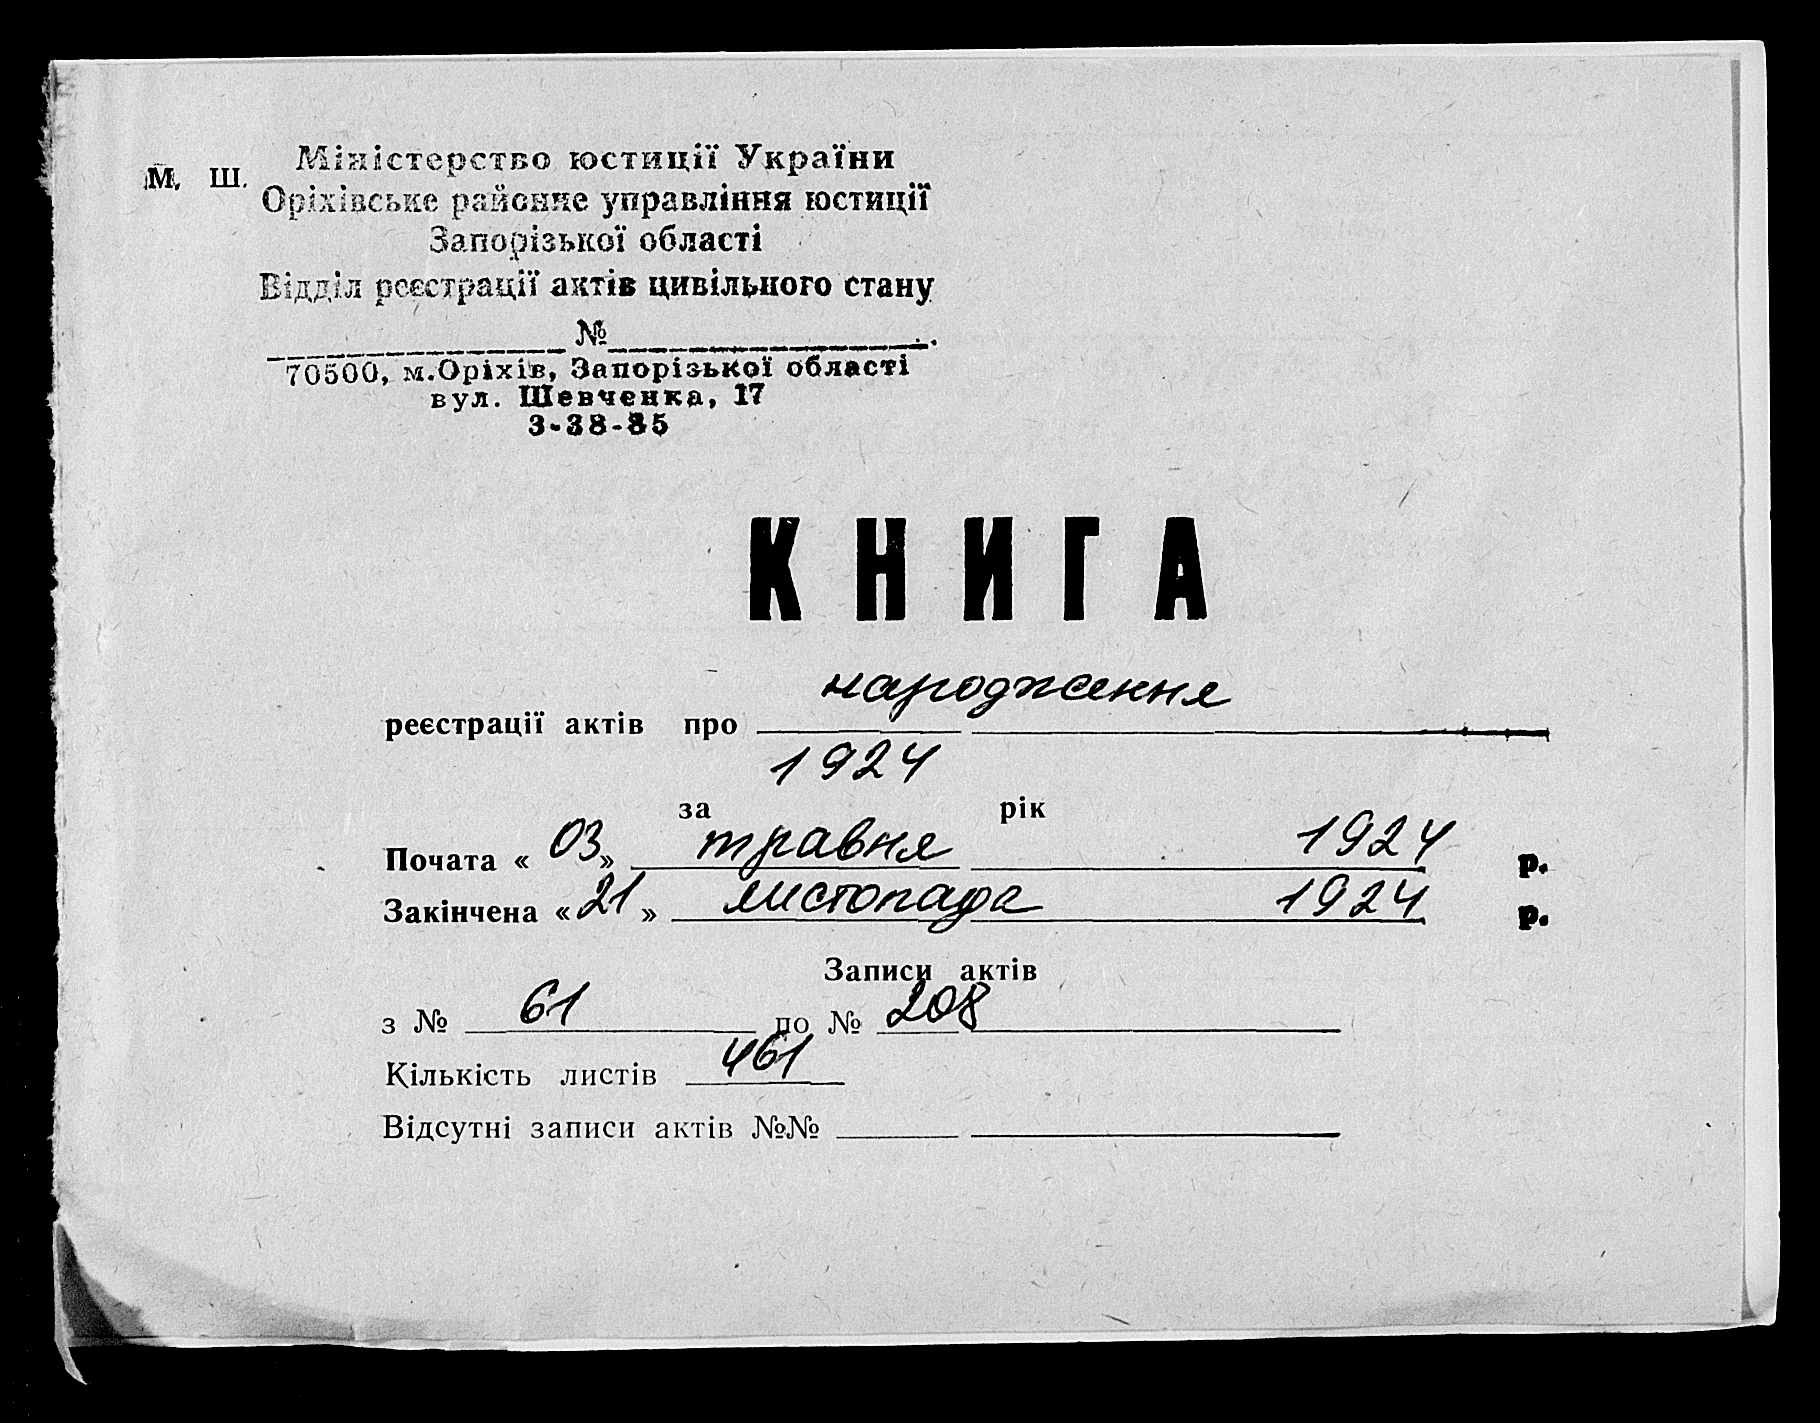 М. Ш.
Міністерство юстиції України
Оріхівське районне управління юстиції
Запорізької області
Відділ реєстрації актів цивільного стану
№
70500, м.Оріхів, Запорізької області
вул. Шевченка, 17
3-38-85
КНИГА
реєстрації актів про народження
1924
за рік
Почата « 03 » травня 1924 р.
Закінчена « 21 » листопада 1924 р.
Записи актів
з № 61 по № 208
Кількість листів 461
Відсутні записи актів №№